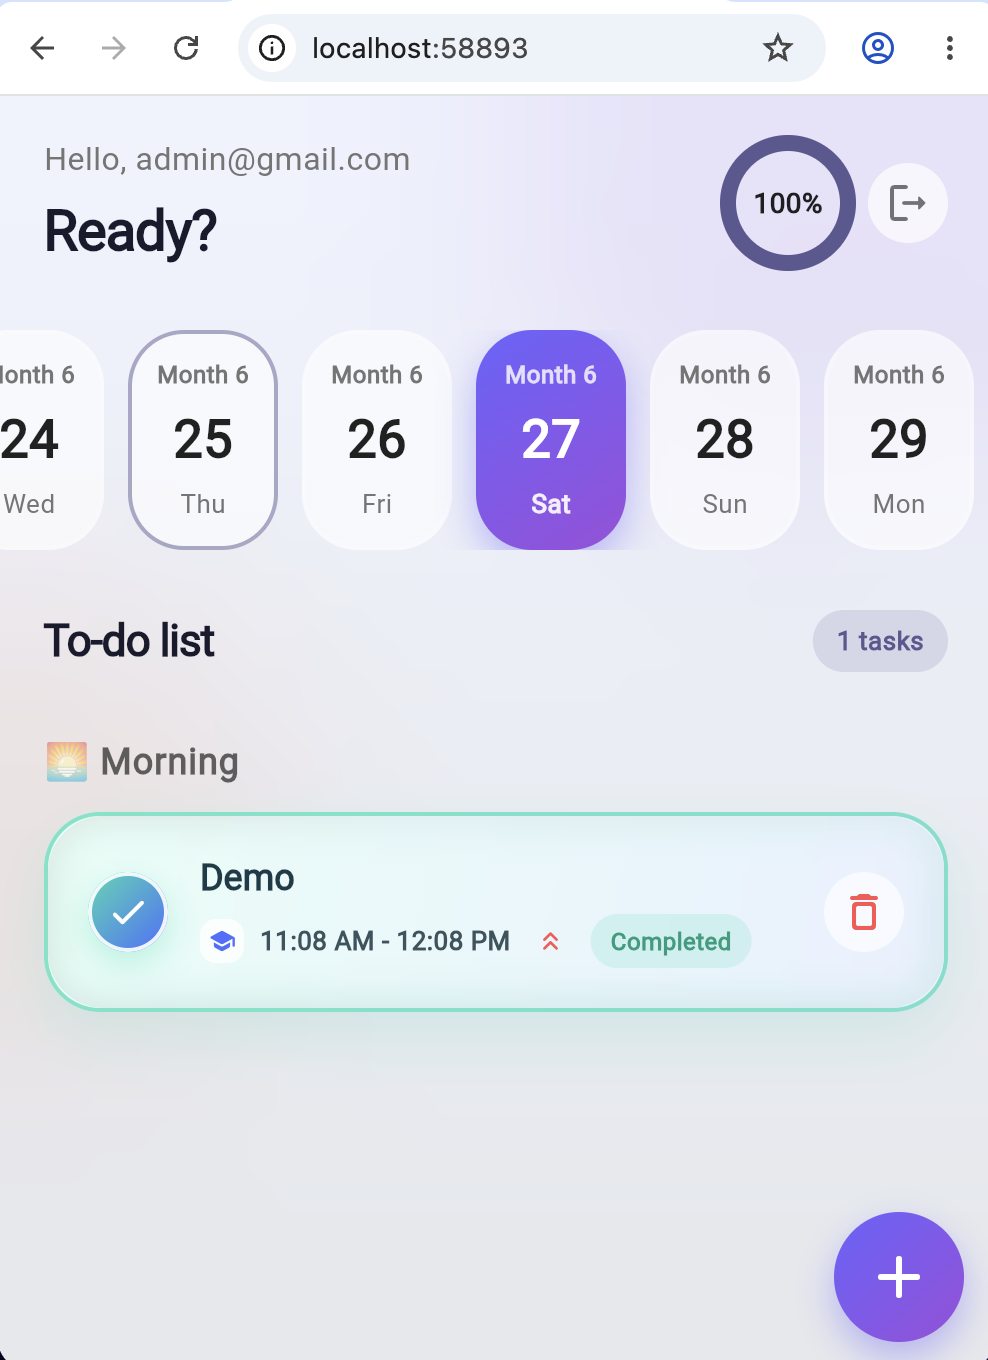 localhost:58893
Hello, admin@gmail.com
Ready?
100%
Month 6 Month 6 Month 6 Month 6 Month 6
24 25 26 27 28 29
Wed Thu Fri Sat Sun Mon
To-do list
1 tasks
Morning
Demo
11:08 AM - 12:08 PM
Completed